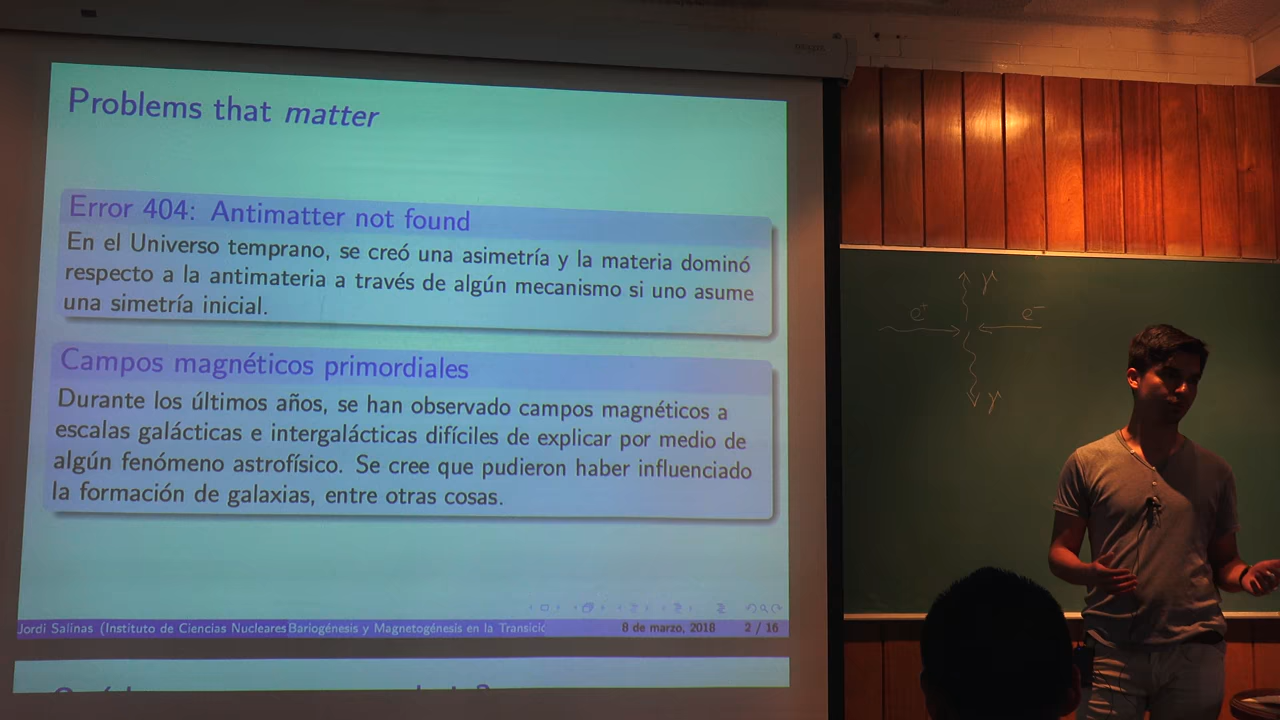 Problems that matter
Error 404: Antimatter not found
En el Universo temprano, se creó una asimetría y la materia dominó
respecto a la antimateria a través de algún mecanismo si uno asume
una simetría inicial.
Campos magnéticos primordiales
Durante los últimos años, se han observado campos magnéticos a
escalas galácticas e intergalácticas difíciles de explicar por medio de
algún fenómeno astrofísico. Se cree que pudieron haber influenciado
la formación de galaxias, entre otras cosas.
Jordi Salinas (Instituto de Ciencias Nucleares Bariogénesis y Magnetogénesis en la Transició 8 de marzo, 2018 2 / 16
γ
e⁺ e⁻
γ